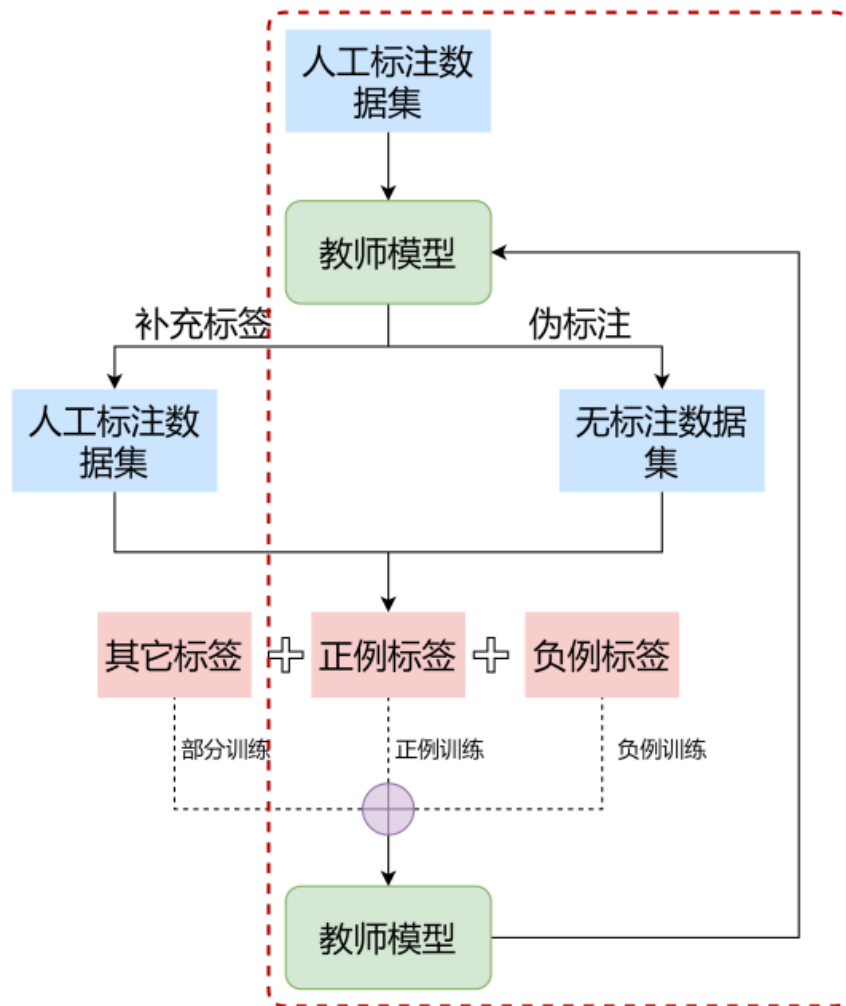 人工标注数
据集
教师模型
补充标签
伪标注
人工标注数
据集
无标注数据
集
其它标签
正例标签
负例标签
部分训练
正例训练
负例训练
教师模型